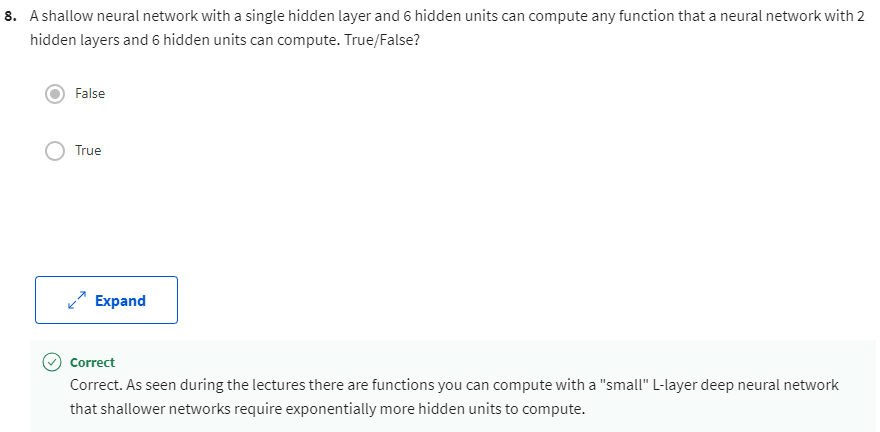 8. A shallow neural network with a single hidden layer and 6 hidden units can compute any function that a neural network with 2
hidden layers and 6 hidden units can compute. True/False?
False
True
Expand
Correct
Correct. As seen during the lectures there are functions you can compute with a "small" L-layer deep neural network
that shallower networks require exponentially more hidden units to compute.